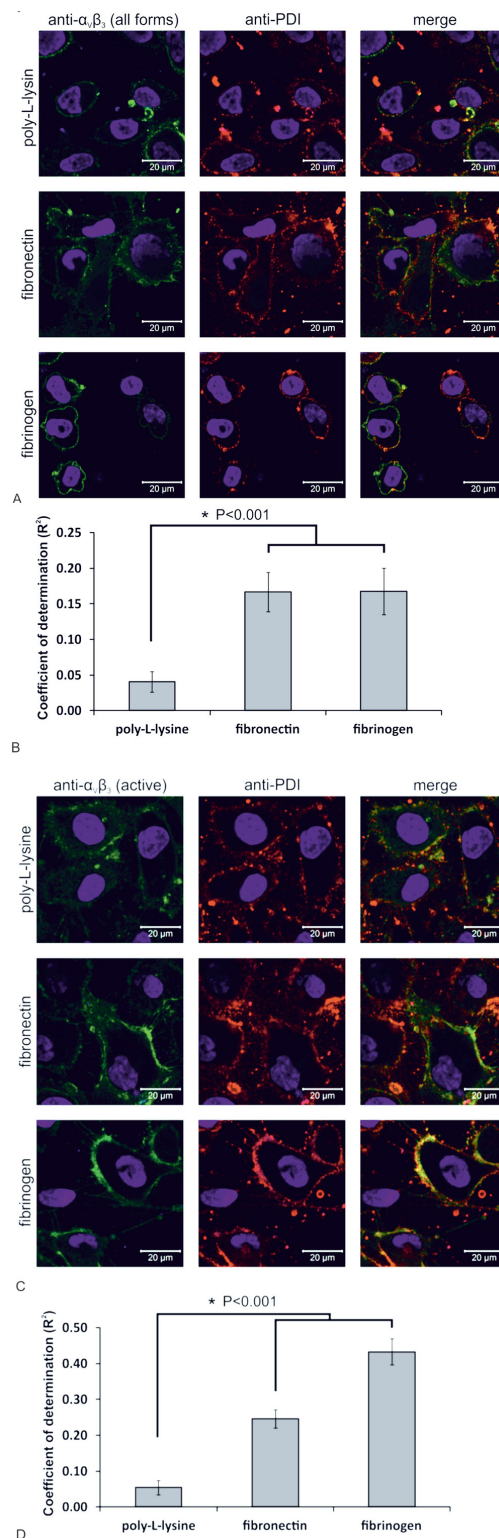 anti-αᵥβ₃ (all forms) anti-PDI merge
poly-L-lysin
20 µm 20 µm 20 µm
fibronectin
20 µm 20 µm 20 µm
fibrinogen
20 µm 20 µm 20 µm
A
* P<0.001
Coefficient of determination (R²)
0.25
0.20
0.15
0.10
0.05
0.00
poly-L-lysine fibronectin fibrinogen
B
anti-αᵥβ₃ (active) anti-PDI merge
poly-L-lysine
20 µm 20 µm 20 µm
fibronectin
20 µm 20 µm 20 µm
fibrinogen
20 µm 20 µm 20 µm
C
* P<0.001
Coefficient of determination (R²)
0.50
0.40
0.30
0.20
0.10
0.00
poly-L-lysine fibronectin fibrinogen
D